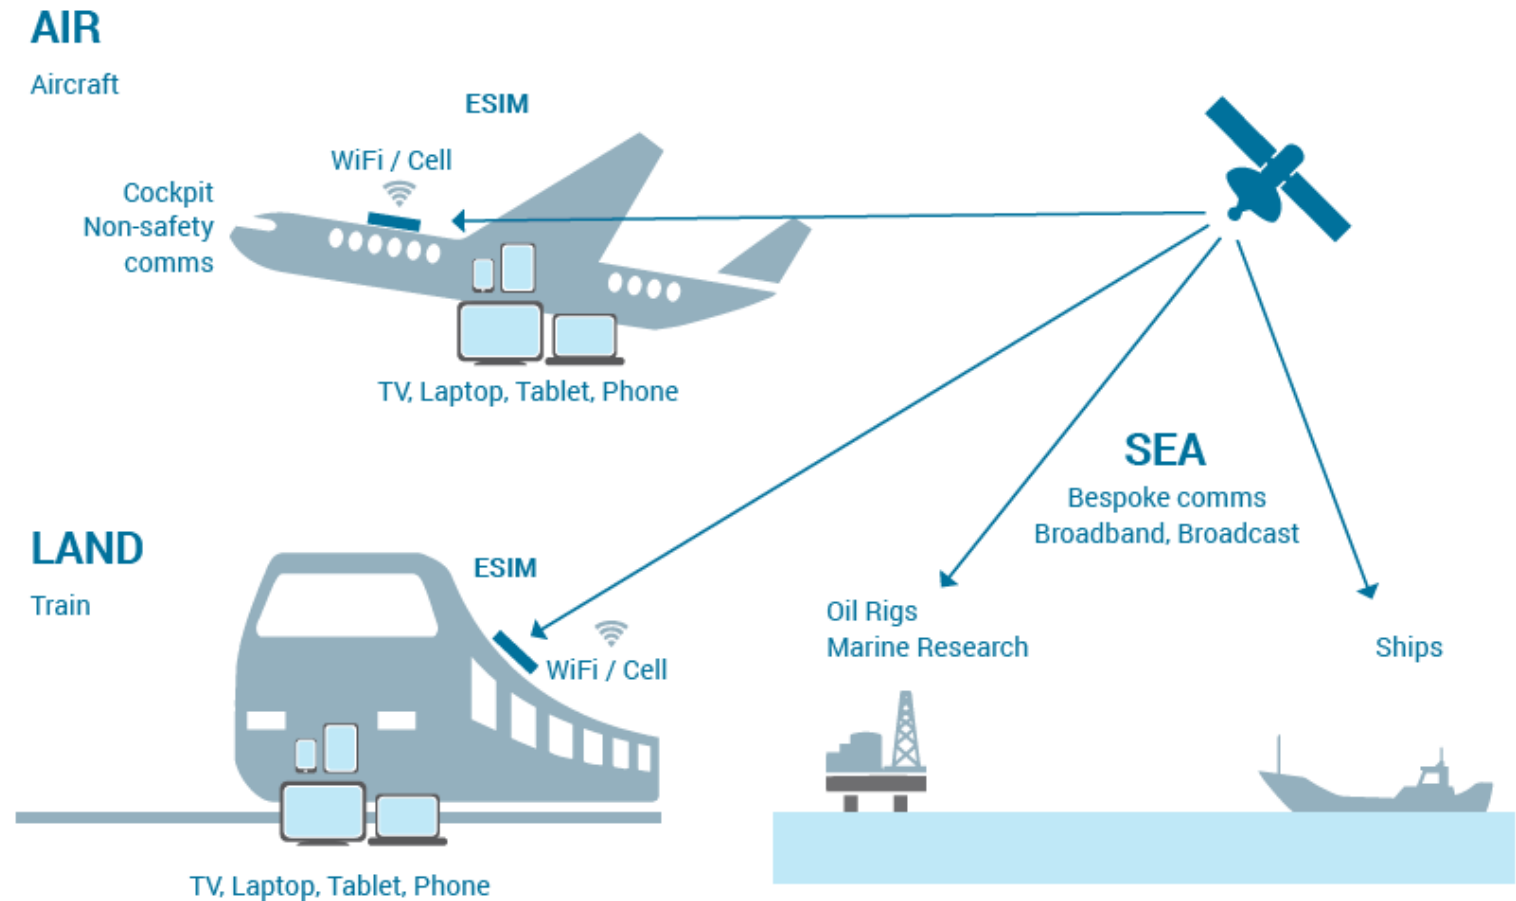 AIR
Aircraft
ESIM
WiFi / Cell
Cockpit
Non-safety
comms
TV, Laptop, Tablet, Phone
SEA
Bespoke comms
Broadband, Broadcast
LAND
Train
ESIM
WiFi / Cell
Oil Rigs
Marine Research
Ships
TV, Laptop, Tablet, Phone